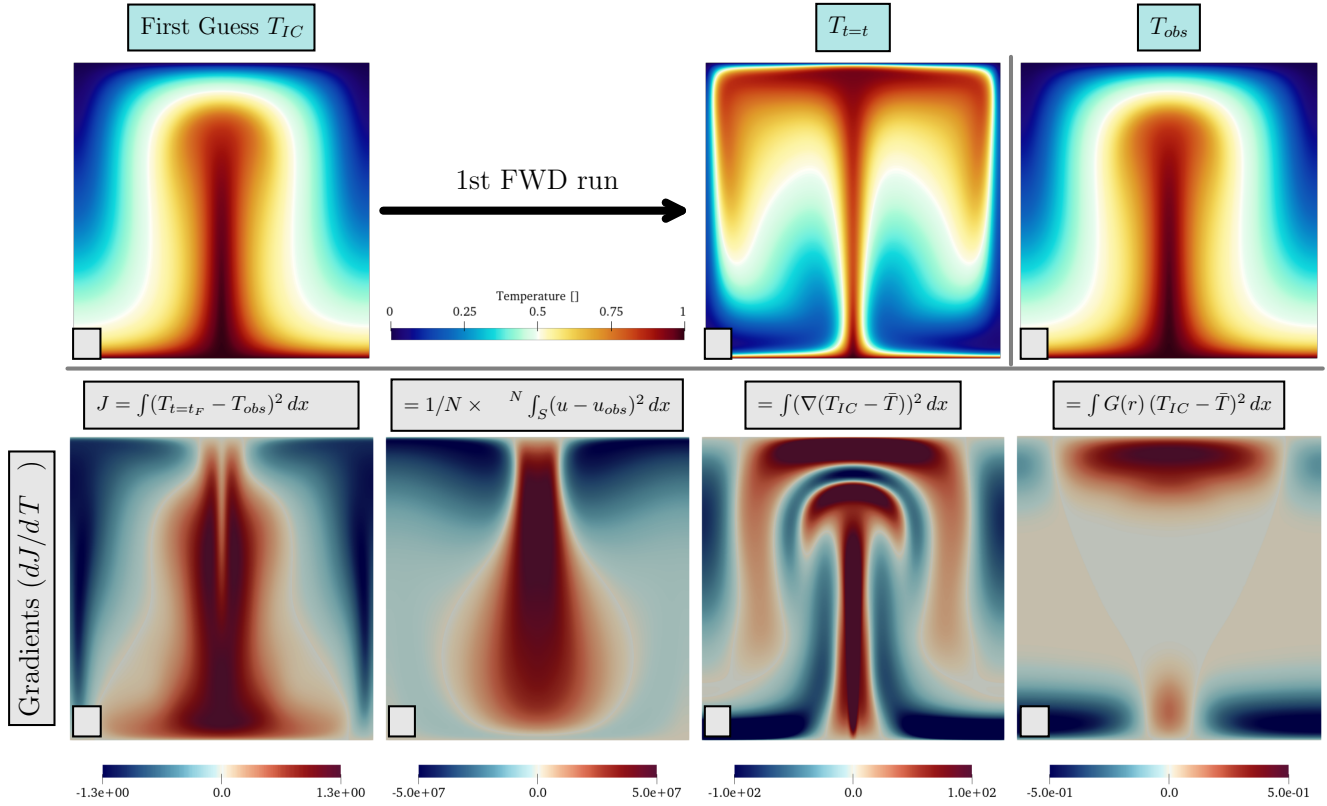 First Guess $T_{IC}$
$T_{t=t}$
$T_{obs}$
1st FWD run
Temperature []
0 0.25 0.5 0.75 1
$J = \int (T_{t=t_F} - T_{obs})^2 \, dx$
$= 1/N \times \quad {}^{N} \int_S (u - u_{obs})^2 \, dx$
$= \int (\nabla (T_{IC} - \bar{T}))^2 \, dx$
$= \int G(r) \, (T_{IC} - \bar{T})^2 \, dx$
Gradients $(dJ/dT \quad )$
-1.3e+00 0.0 1.3e+00
-5.0e+07 0.0 5.0e+07
-1.0e+02 0.0 1.0e+02
-5.0e-01 0.0 5.0e-01